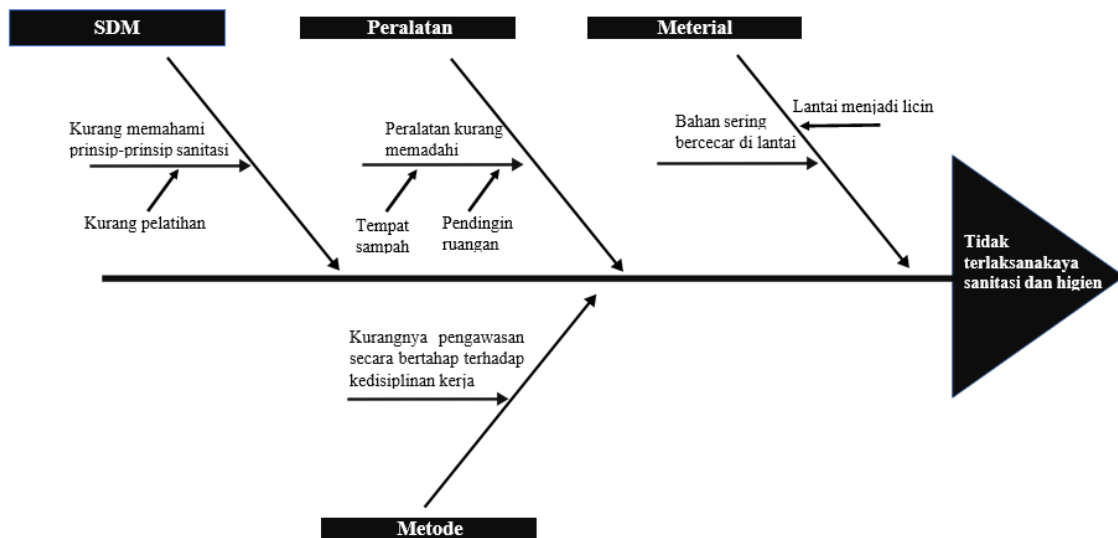 SDM
Peralatan
Meterial
Kurang memahami
prinsip-prinsip sanitasi
Kurang pelatihan
Peralatan kurang
memadahi
Tempat
sampah
Pendingin
ruangan
Bahan sering
bercecar di lantai
Lantai menjadi licin
Tidak
terlaksanakaya
sanitasi dan higien
Kurangnya pengawasan
secara bertahap terhadap
kedisiplinan kerja
Metode